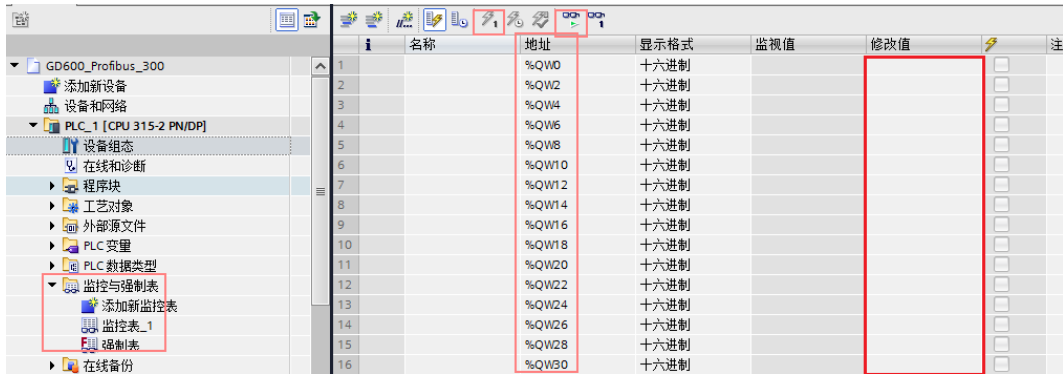 i 名称 地址 显示格式 监视值 修改值 注
GD600_Profibus_300
添加新设备
设备和网络
PLC_1 [CPU 315-2 PN/DP]
设备组态
在线和诊断
程序块
工艺对象
外部源文件
PLC 变量
PLC 数据类型
监控与强制表
添加新监控表
监控表_1
强制表
在线备份
1 %QW0 十六进制
2 %QW2 十六进制
3 %QW4 十六进制
4 %QW6 十六进制
5 %QW8 十六进制
6 %QW10 十六进制
7 %QW12 十六进制
8 %QW14 十六进制
9 %QW16 十六进制
10 %QW18 十六进制
11 %QW20 十六进制
12 %QW22 十六进制
13 %QW24 十六进制
14 %QW26 十六进制
15 %QW28 十六进制
16 %QW30 十六进制